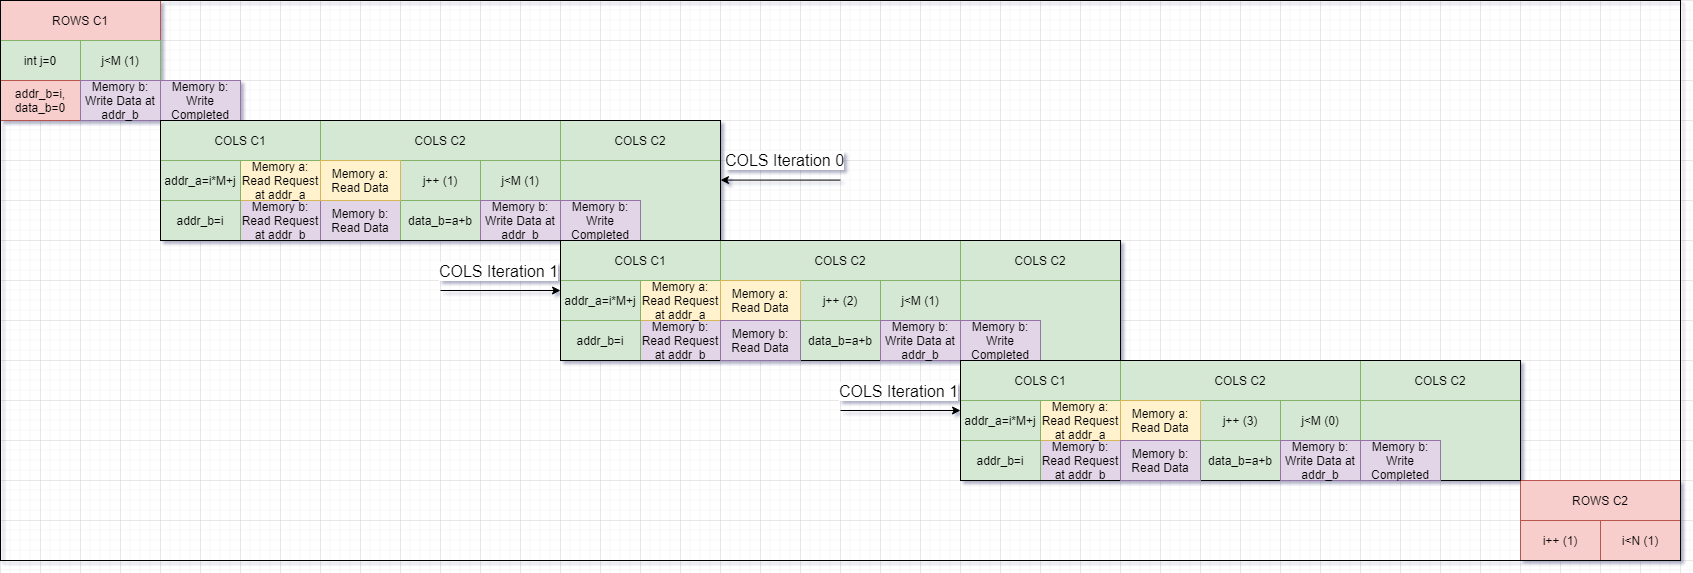 ROWS C1
int j=0
j<M (1)
addr_b=i,
data_b=0
Memory b:
Write Data at
addr_b
Memory b:
Write
Completed
COLS C1
COLS C2
COLS C2
addr_a=i*M+j
Memory a:
Read Request
at addr_a
Memory a:
Read Data
j++ (1)
j<M (1)
addr_b=i
Memory b:
Read Request
at addr_b
Memory b:
Read Data
data_b=a+b
Memory b:
Write Data at
addr_b
Memory b:
Write
Completed
COLS Iteration 0
COLS Iteration 1
COLS C1
COLS C2
COLS C2
addr_a=i*M+j
Memory a:
Read Request
at addr_a
Memory a:
Read Data
j++ (2)
j<M (1)
addr_b=i
Memory b:
Read Request
at addr_b
Memory b:
Read Data
data_b=a+b
Memory b:
Write Data at
addr_b
Memory b:
Write
Completed
COLS Iteration 1
COLS C1
COLS C2
COLS C2
addr_a=i*M+j
Memory a:
Read Request
at addr_a
Memory a:
Read Data
j++ (3)
j<M (0)
addr_b=i
Memory b:
Read Request
at addr_b
Memory b:
Read Data
data_b=a+b
Memory b:
Write Data at
addr_b
Memory b:
Write
Completed
ROWS C2
i++ (1)
i<N (1)